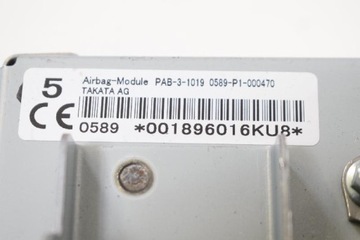 5 Airbag-Module PAB-3-1019 0589-P1-000470
TAKATA AG
CE 0589 *001896016KU8*